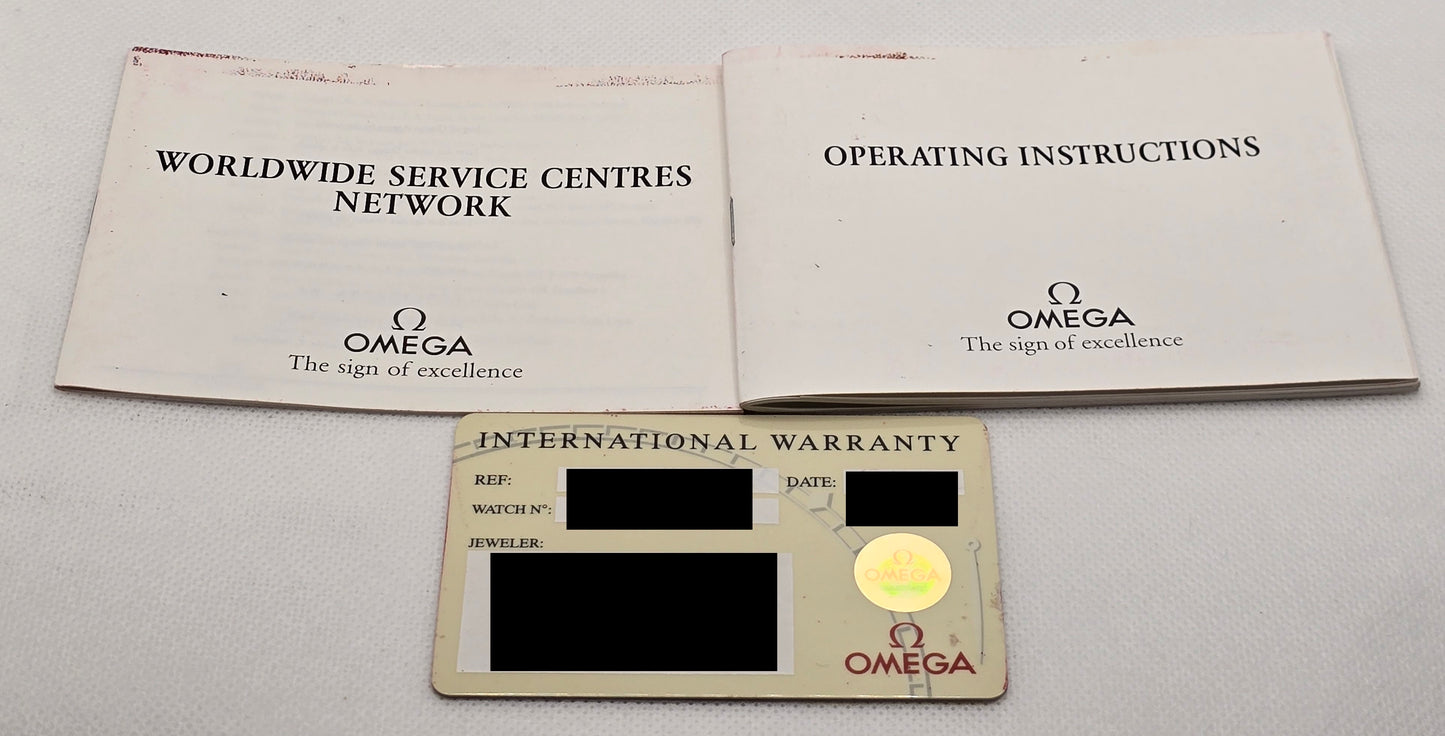 WORLDWIDE SERVICE CENTRES
NETWORK
Ω
OMEGA
The sign of excellence
OPERATING INSTRUCTIONS
Ω
OMEGA
The sign of excellence
INTERNATIONAL WARRANTY
REF:
DATE:
WATCH Nº:
JEWELER:
Ω
OMEGA
Ω
OMEGA